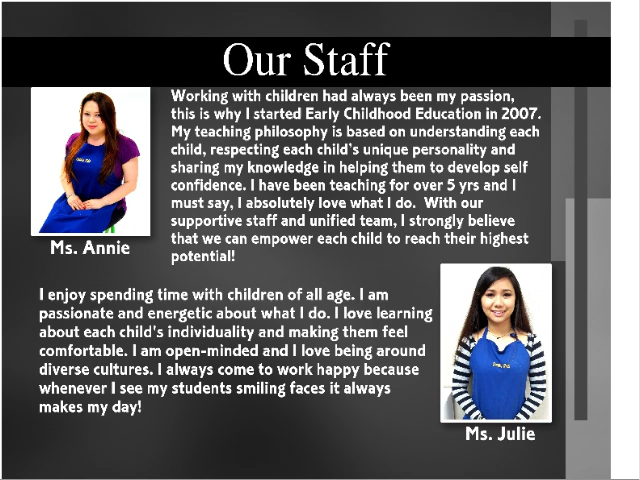 Our Staff
Working with children had always been my passion,
this is why I started Early Childhood Education in 2007.
My teaching philosophy is based on understanding each
child, respecting each child's unique personality and
sharing my knowledge in helping them to develop self
confidence. I have been teaching for over 5 yrs and I
must say, I absolutely love what I do. With our
supportive staff and unified team, I strongly believe
that we can empower each child to reach their highest
potential!
Ms. Annie
I enjoy spending time with children of all age. I am
passionate and energetic about what I do. I love learning
about each child's individuality and making them feel
comfortable. I am open-minded and I love being around
diverse cultures. I always come to work happy because
whenever I see my students smiling faces it always
makes my day!
Ms. Julie